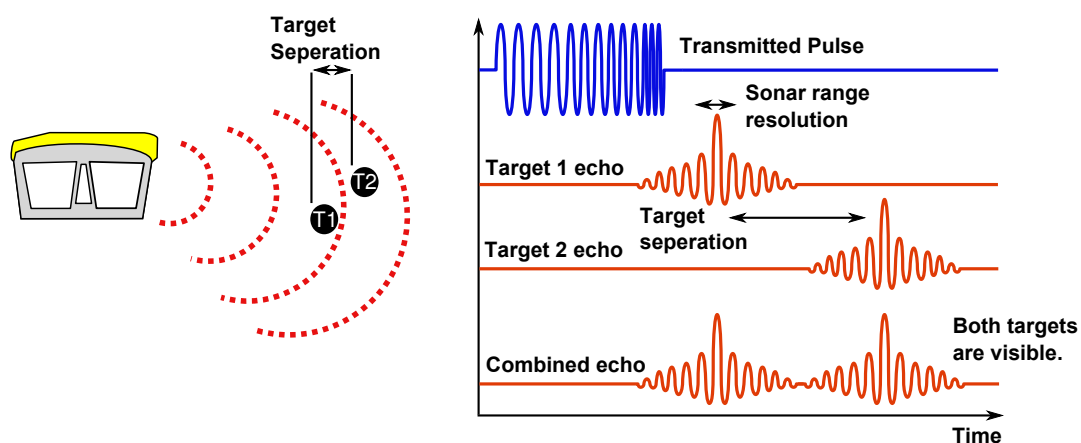 Target
Seperation
T1
T2
Transmitted Pulse
Sonar range
resolution
Target 1 echo
Target
seperation
Target 2 echo
Combined echo
Both targets
are visible.
Time